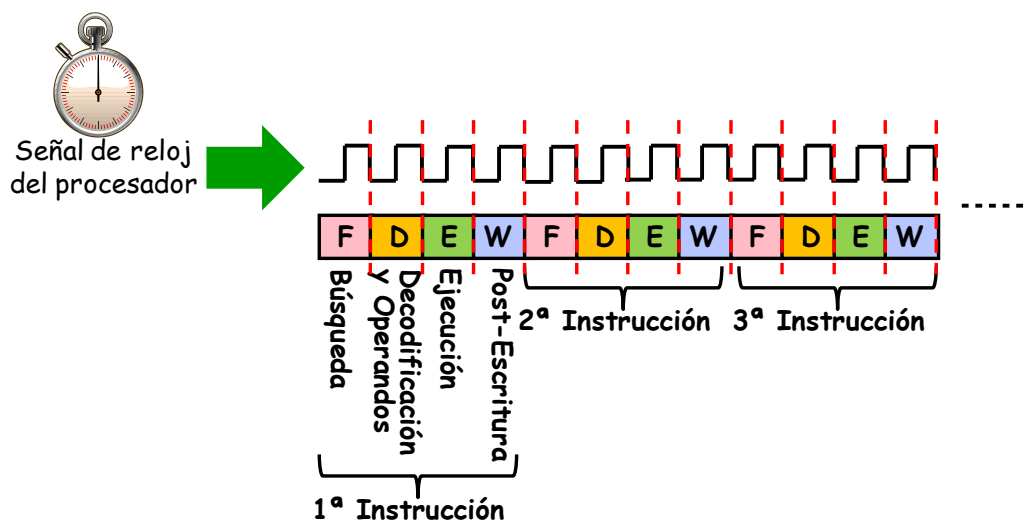 Señal de reloj
del procesador
F D E W F D E W F D E W
Búsqueda
Decodificación
y Operandos
Ejecución
Post-Escritura
2ª Instrucción
3ª Instrucción
1ª Instrucción